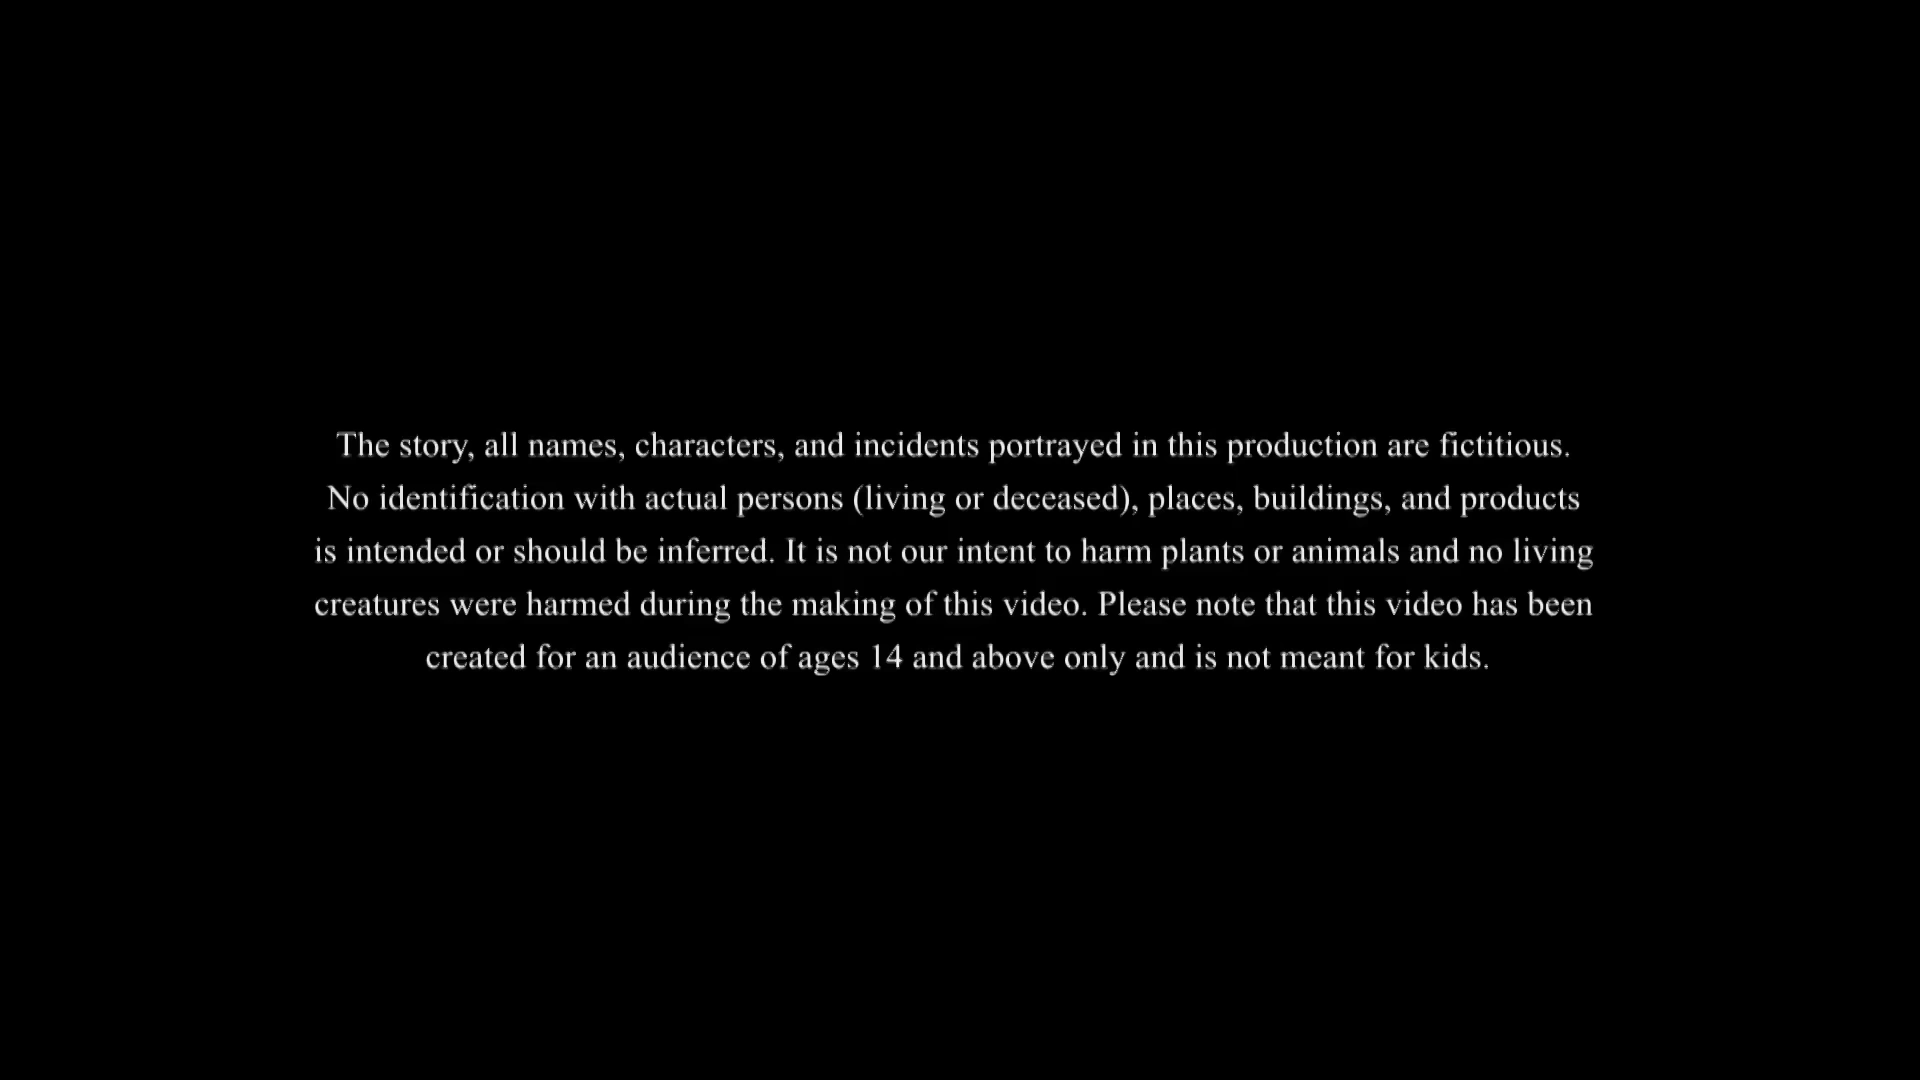 The story, all names, characters, and incidents portrayed in this production are fictitious.
No identification with actual persons (living or deceased), places, buildings, and products
is intended or should be inferred. It is not our intent to harm plants or animals and no living
creatures were harmed during the making of this video. Please note that this video has been
created for an audience of ages 14 and above only and is not meant for kids.